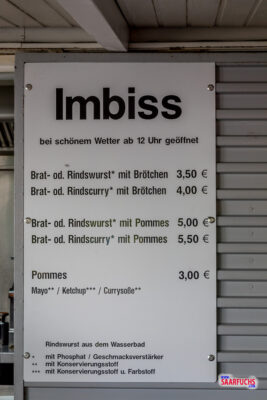 Imbiss
bei schönem Wetter ab 12 Uhr geöffnet
Brat- od. Rindswurst* mit Brötchen 3,50 €
Brat- od. Rindscurry* mit Brötchen 4,00 €
Brat- od. Rindswurst* mit Pommes 5,00 €
Brat- od. Rindscurry* mit Pommes 5,50 €
Pommes 3,00 €
Mayo** / Ketchup*** / Currysoße**
Rindswurst aus dem Wasserbad
* mit Phosphat / Geschmacksverstärker
** mit Konservierungsstoff
*** mit Konservierungsstoff u. Farbstoff
SAARFUCHS